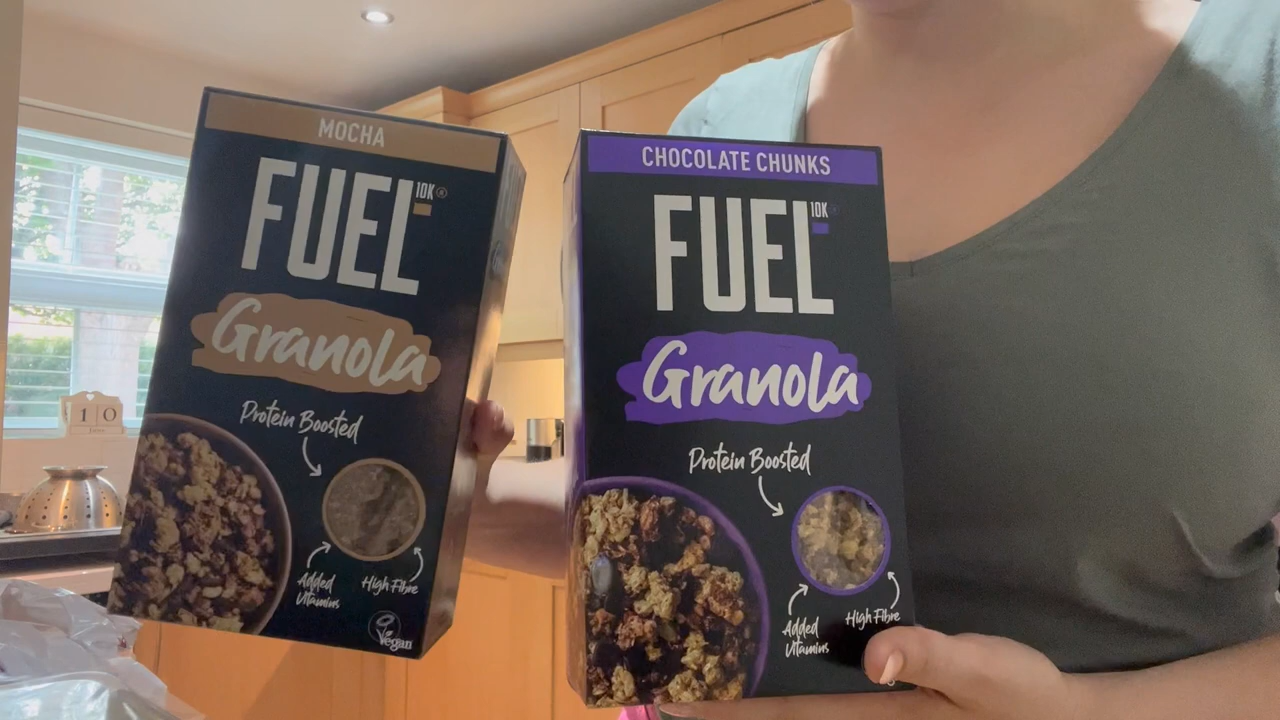 MOCHA
FUEL 10K®
Granola
Protein Boosted
Added Vitamins
High Fibre
Vegan
CHOCOLATE CHUNKS
FUEL 10K
Granola
Protein Boosted
Added Vitamins
High Fibre
10